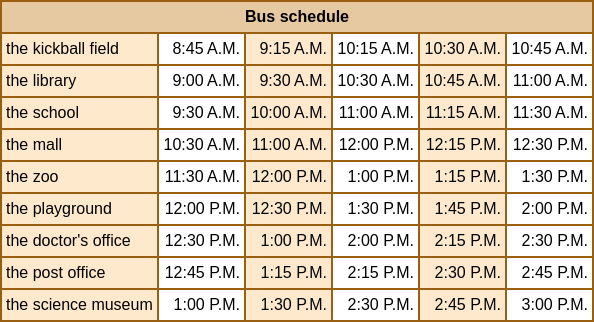 Bus schedule
the kickball field 8:45 A.M. 9:15 A.M. 10:15 A.M. 10:30 A.M. 10:45 A.M.
the library 9:00 A.M. 9:30 A.M. 10:30 A.M. 10:45 A.M. 11:00 A.M.
the school 9:30 A.M. 10:00 A.M. 11:00 A.M. 11:15 A.M. 11:30 A.M.
the mall 10:30 A.M. 11:00 A.M. 12:00 P.M. 12:15 P.M. 12:30 P.M.
the zoo 11:30 A.M. 12:00 P.M. 1:00 P.M. 1:15 P.M. 1:30 P.M.
the playground 12:00 P.M. 12:30 P.M. 1:30 P.M. 1:45 P.M. 2:00 P.M.
the doctor's office 12:30 P.M. 1:00 P.M. 2:00 P.M. 2:15 P.M. 2:30 P.M.
the post office 12:45 P.M. 1:15 P.M. 2:15 P.M. 2:30 P.M. 2:45 P.M.
the science museum 1:00 P.M. 1:30 P.M. 2:30 P.M. 2:45 P.M. 3:00 P.M.